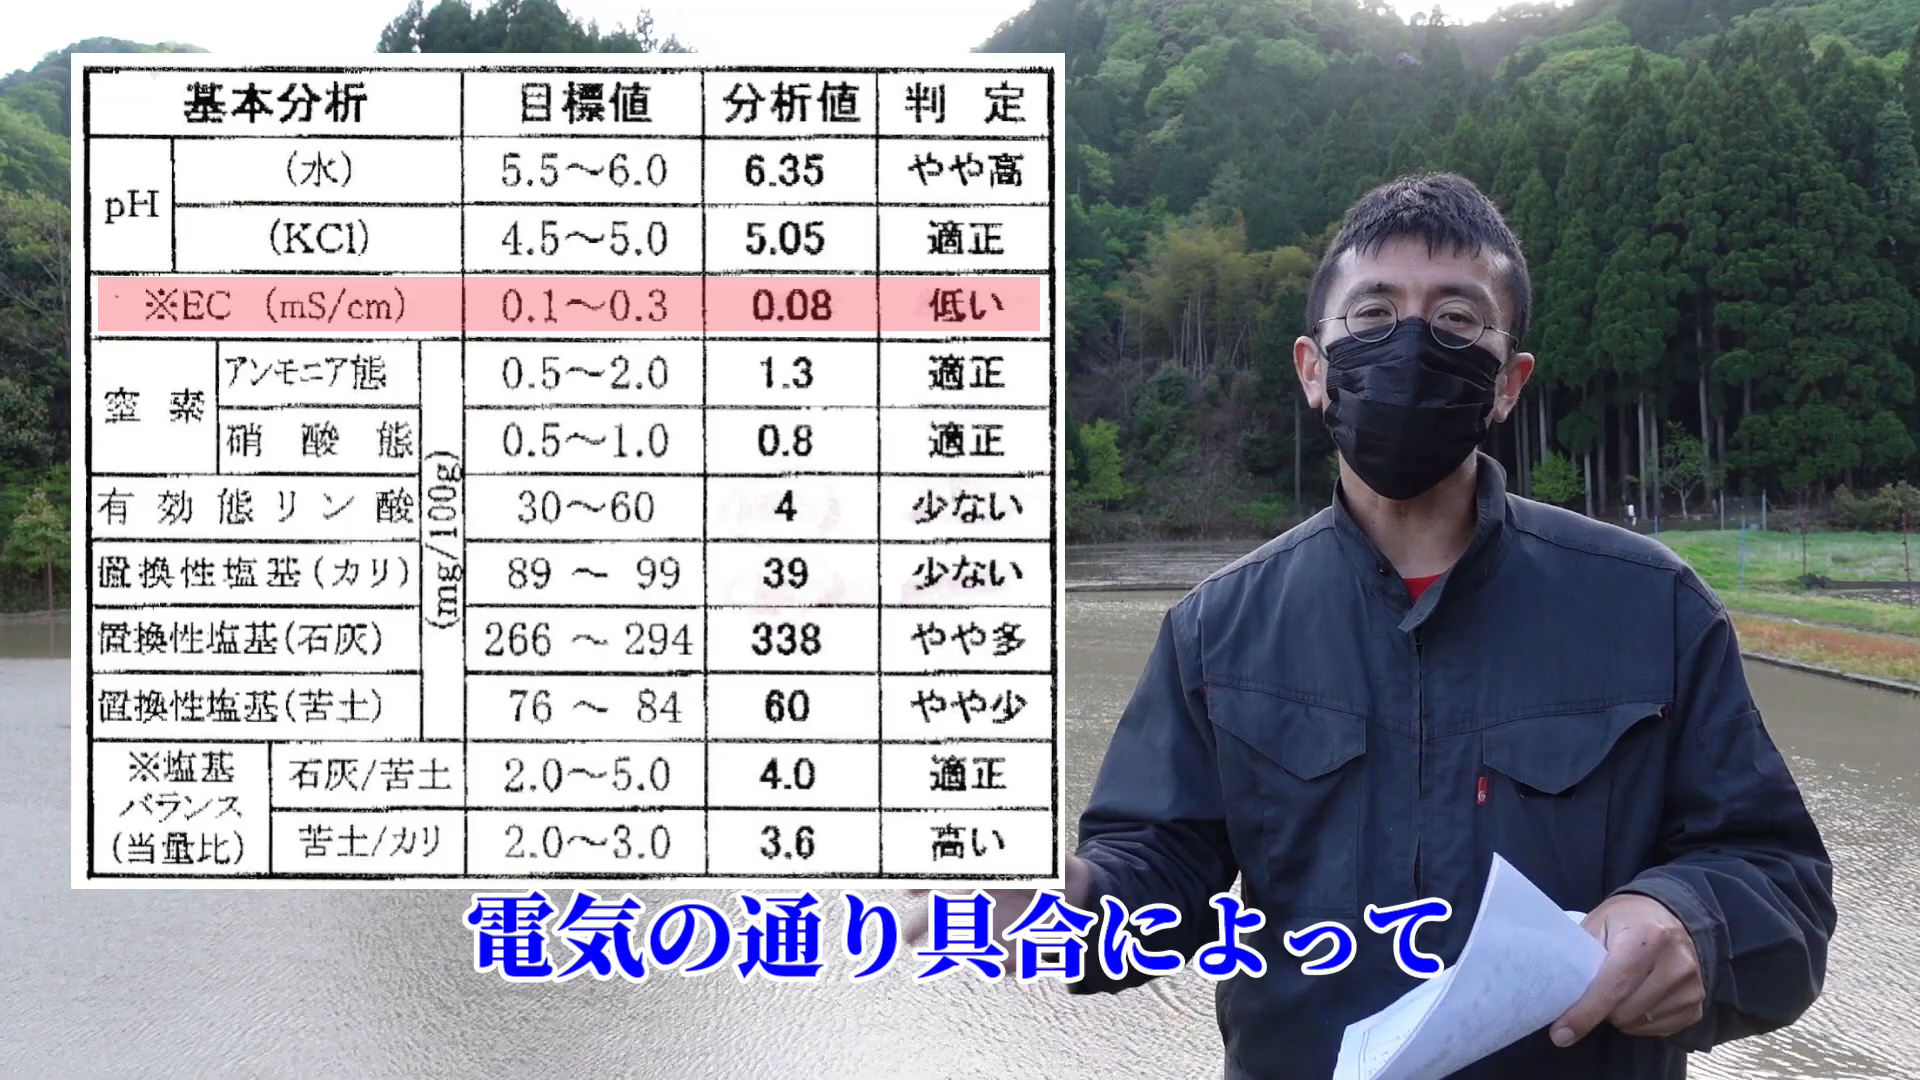 基本分析 目標値 分析値 判定
pH (水) 5.5〜6.0 6.35 やや高
(KCl) 4.5〜5.0 5.05 適正
※EC (mS/cm) 0.1〜0.3 0.08 低い
窒素 アンモニア態 (mg/100g) 0.5〜2.0 1.3 適正
硝酸態 0.5〜1.0 0.8 適正
有効態リン酸 30〜60 4 少ない
置換性塩基(カリ) 89〜99 39 少ない
置換性塩基(石灰) 266〜294 338 やや多
置換性塩基(苦土) 76〜84 60 やや少
※塩基バランス(当量比) 石灰/苦土 2.0〜5.0 4.0 適正
苦土/カリ 2.0〜3.0 3.6 高い
電気の通り具合によって